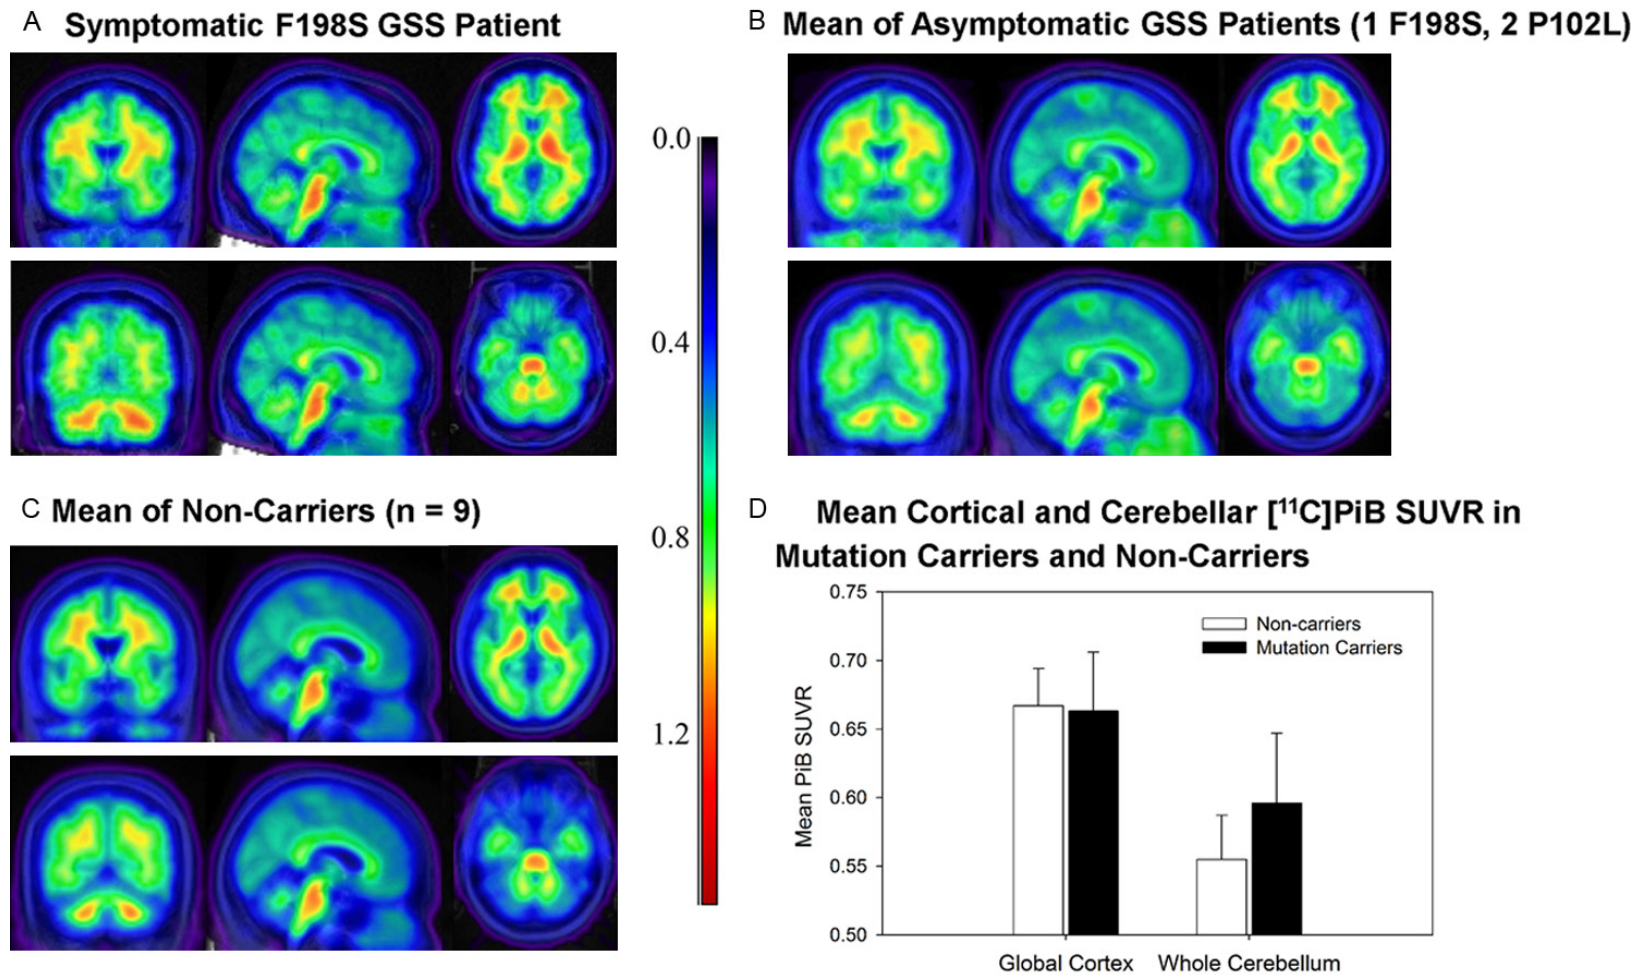 A Symptomatic F198S GSS Patient
B Mean of Asymptomatic GSS Patients (1 F198S, 2 P102L)
0.0
0.4
0.8
1.2
C Mean of Non-Carriers (n = 9)
D Mean Cortical and Cerebellar [¹¹C]PiB SUVR in
Mutation Carriers and Non-Carriers
0.75
0.70
0.65
0.60
0.55
0.50
Mean PiB SUVR
Non-carriers
Mutation Carriers
Global Cortex Whole Cerebellum